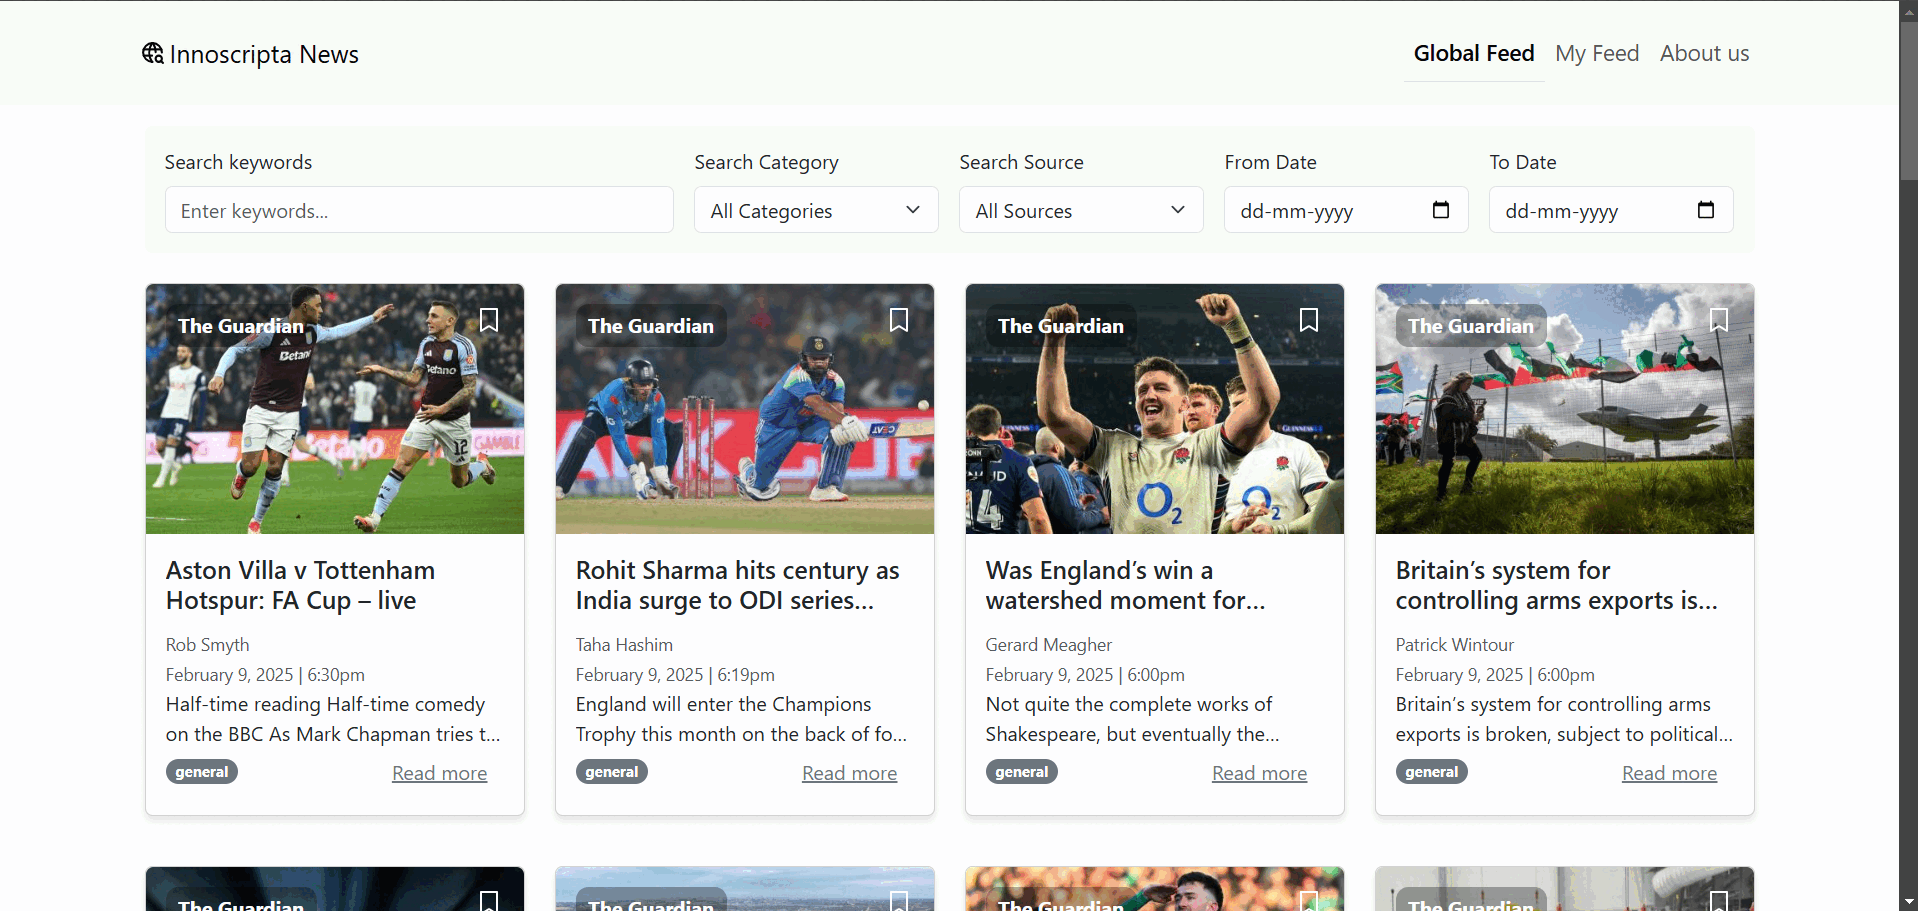 Innoscripta News
Global Feed My Feed About us
Search keywords
Enter keywords...
Search Category
All Categories
Search Source
All Sources
From Date
dd-mm-yyyy
To Date
dd-mm-yyyy
The Guardian
Betano
Betano
12
GAMBLE
Aston Villa v Tottenham
Hotspur: FA Cup – live
Rob Smyth
February 9, 2025 | 6:30pm
Half-time reading Half-time comedy
on the BBC As Mark Chapman tries t...
general
Read more
The Guardian
CEAT
Rohit Sharma hits century as
India surge to ODI series...
Taha Hashim
February 9, 2025 | 6:19pm
England will enter the Champions
Trophy this month on the back of fo...
general
Read more
The Guardian
14
O2
O2
Was England’s win a
watershed moment for...
Gerard Meagher
February 9, 2025 | 6:00pm
Not quite the complete works of
Shakespeare, but eventually the...
general
Read more
The Guardian
Britain’s system for
controlling arms exports is...
Patrick Wintour
February 9, 2025 | 6:00pm
Britain’s system for controlling arms
exports is broken, subject to political...
general
Read more
The Guardian
The Guardian
The Guardian
The Guardian